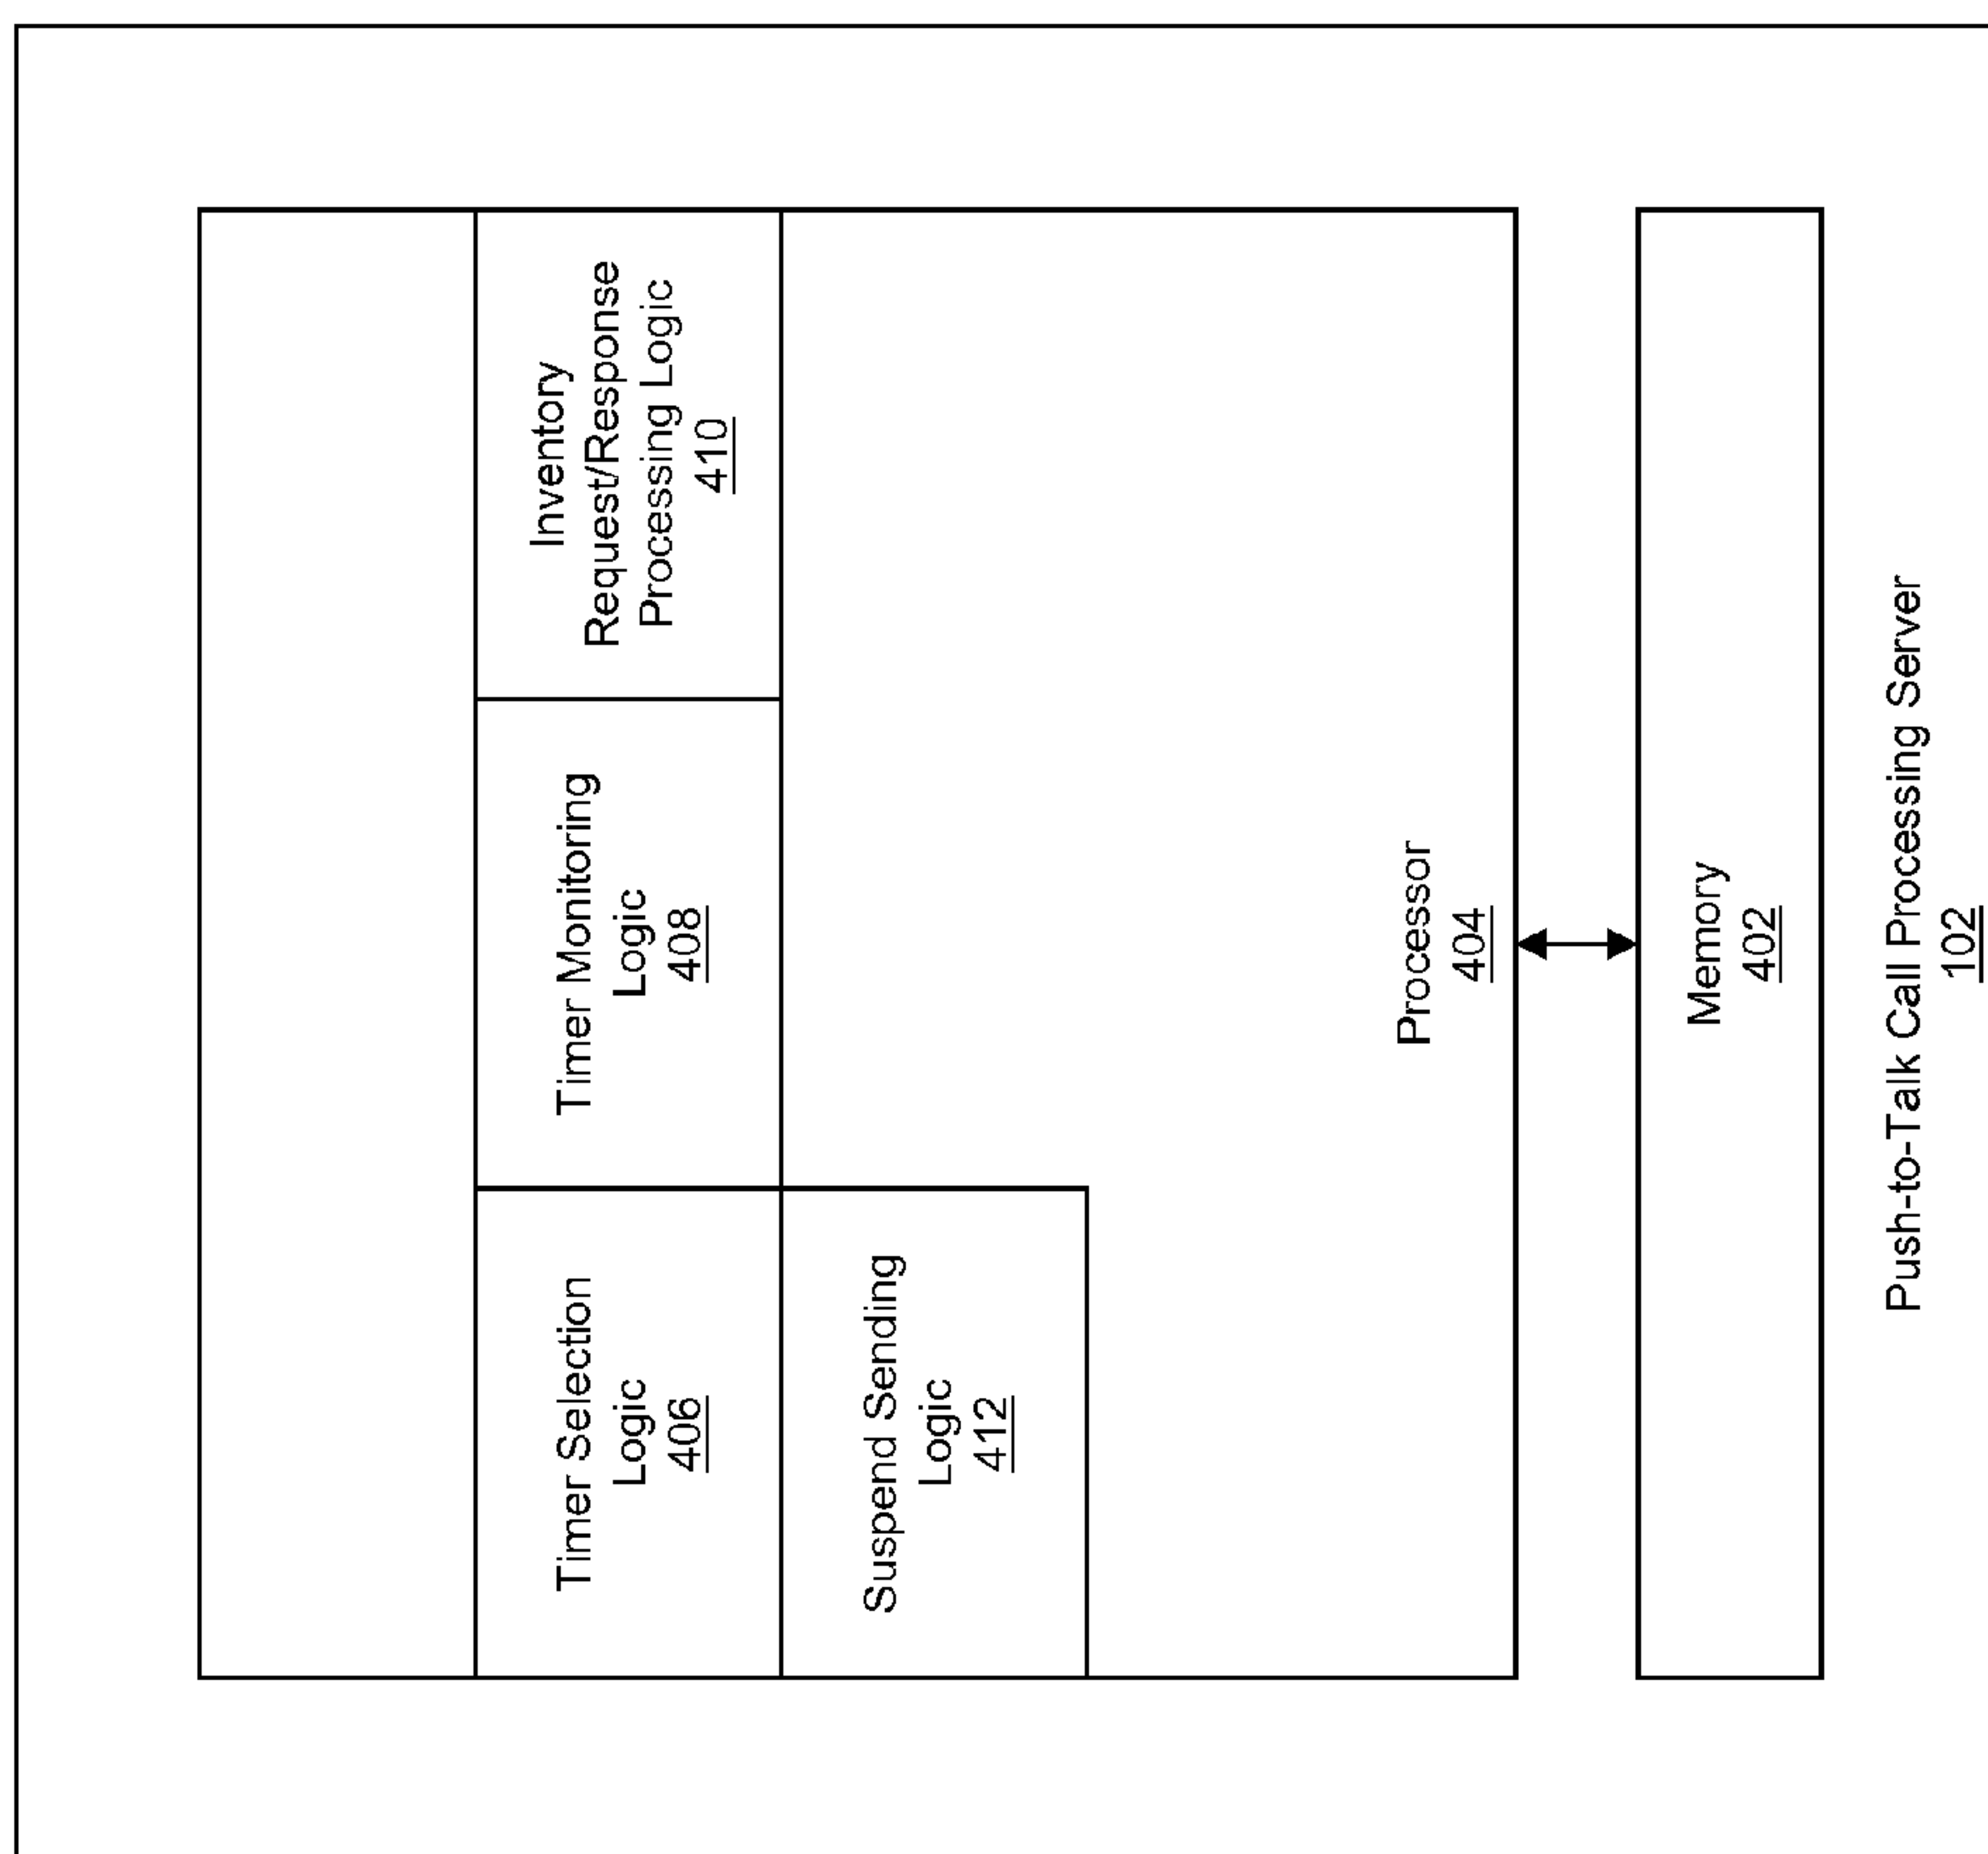 Timer Selection
Logic
406
Timer Monitoring
Logic
408
Inventory
Request/Response
Processing Logic
410
Suspend Sending
Logic
412
Processor
404
Memory
402
Push-to-Talk Call Processing Server
102